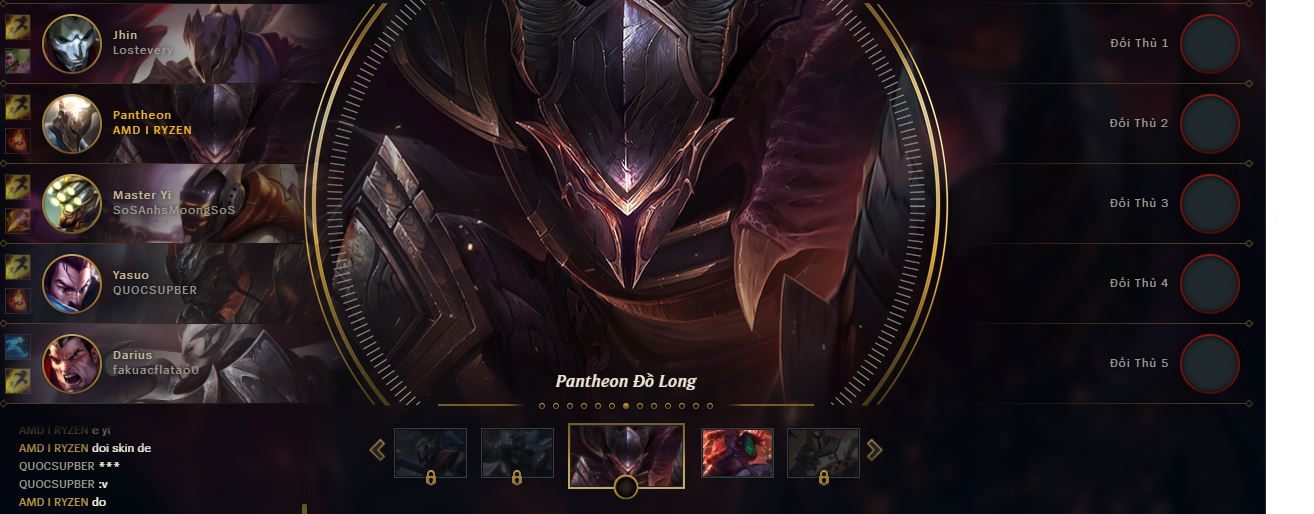 Jhin
Lostevery
Pantheon
AMD I RYZEN
Master Yi
SoSAnhsMoongSoS
Yasuo
QUOCSUPBER
Darius
fakuacflatao0
AMD I RYZEN e yi
AMD I RYZEN doi skin de
QUOCSUPBER ***
QUOCSUPBER :v
AMD I RYZEN do
Pantheon Đồ Long
Đối Thủ 1
Đối Thủ 2
Đối Thủ 3
Đối Thủ 4
Đối Thủ 5